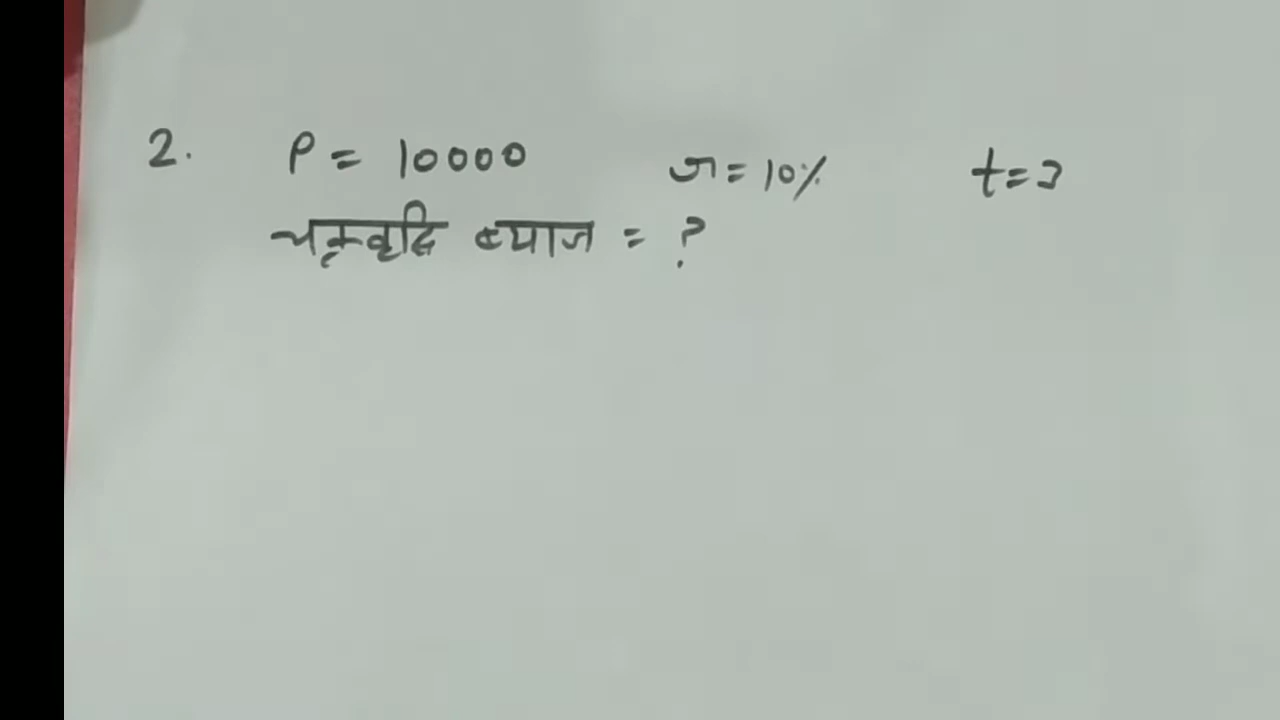 2. P = 10000 r = 10% t = 3
चक्रवृद्धि ब्याज = ?